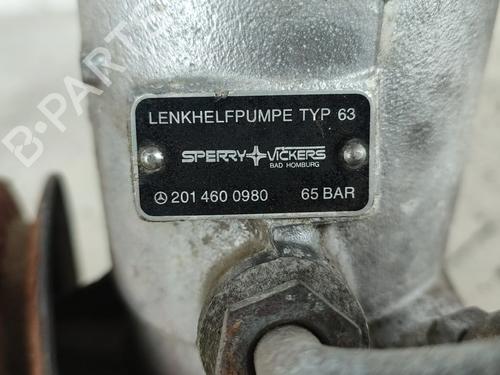 B-PARTS
LENKHELFPUMPE TYP 63
SPERRY VICKERS
BAD HOMBURG
201 460 0980 65 BAR